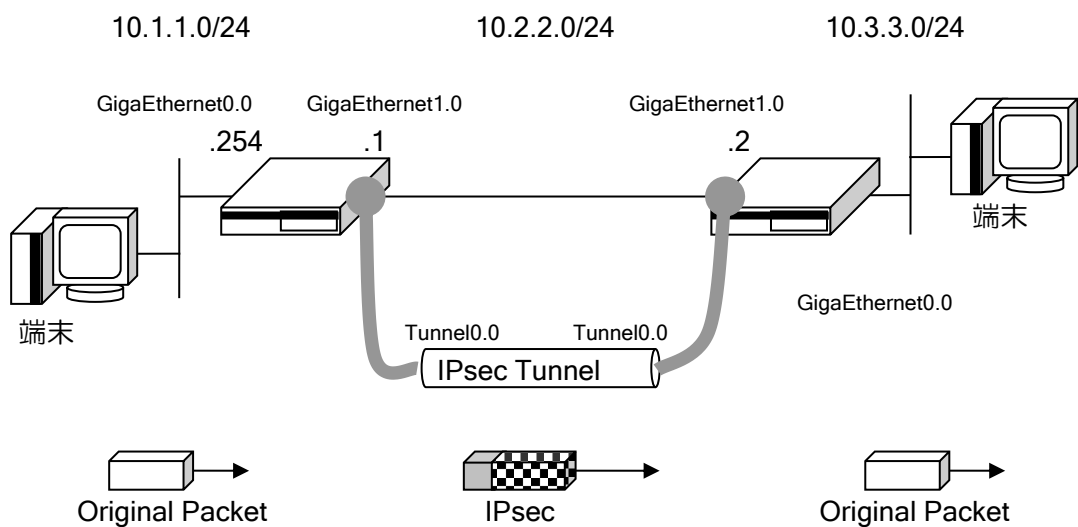 10.1.1.0/24
10.2.2.0/24
10.3.3.0/24
GigaEthernet0.0
GigaEthernet1.0
GigaEthernet1.0
.254
.1
.2
端末
GigaEthernet0.0
端末
Tunnel0.0
Tunnel0.0
IPsec Tunnel
Original Packet
IPsec
Original Packet